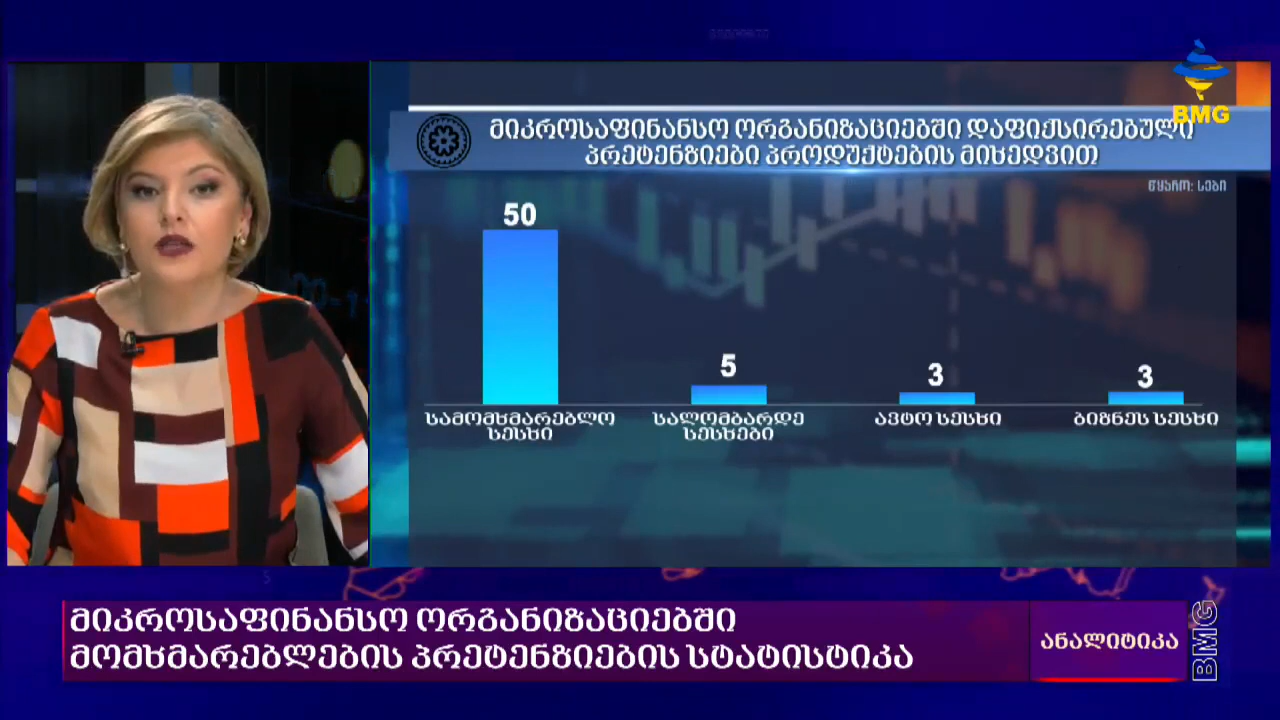 BMG
მიკროსაფინანსო ორგანიზაციებში დაფიქსირებული
პრეტენზიები პროდუქტების მიხედვით
წყარო: სები
50
5
3
3
სამომხმარებლო
სესხი
სალომბარდე
სესხები
ავტო სესხი
ბიზნეს სესხი
მიკროსაფინანსო ორგანიზაციებში
მომხმარებლების პრეტენზიების სტატისტიკა
ანალიტიკა
BMG